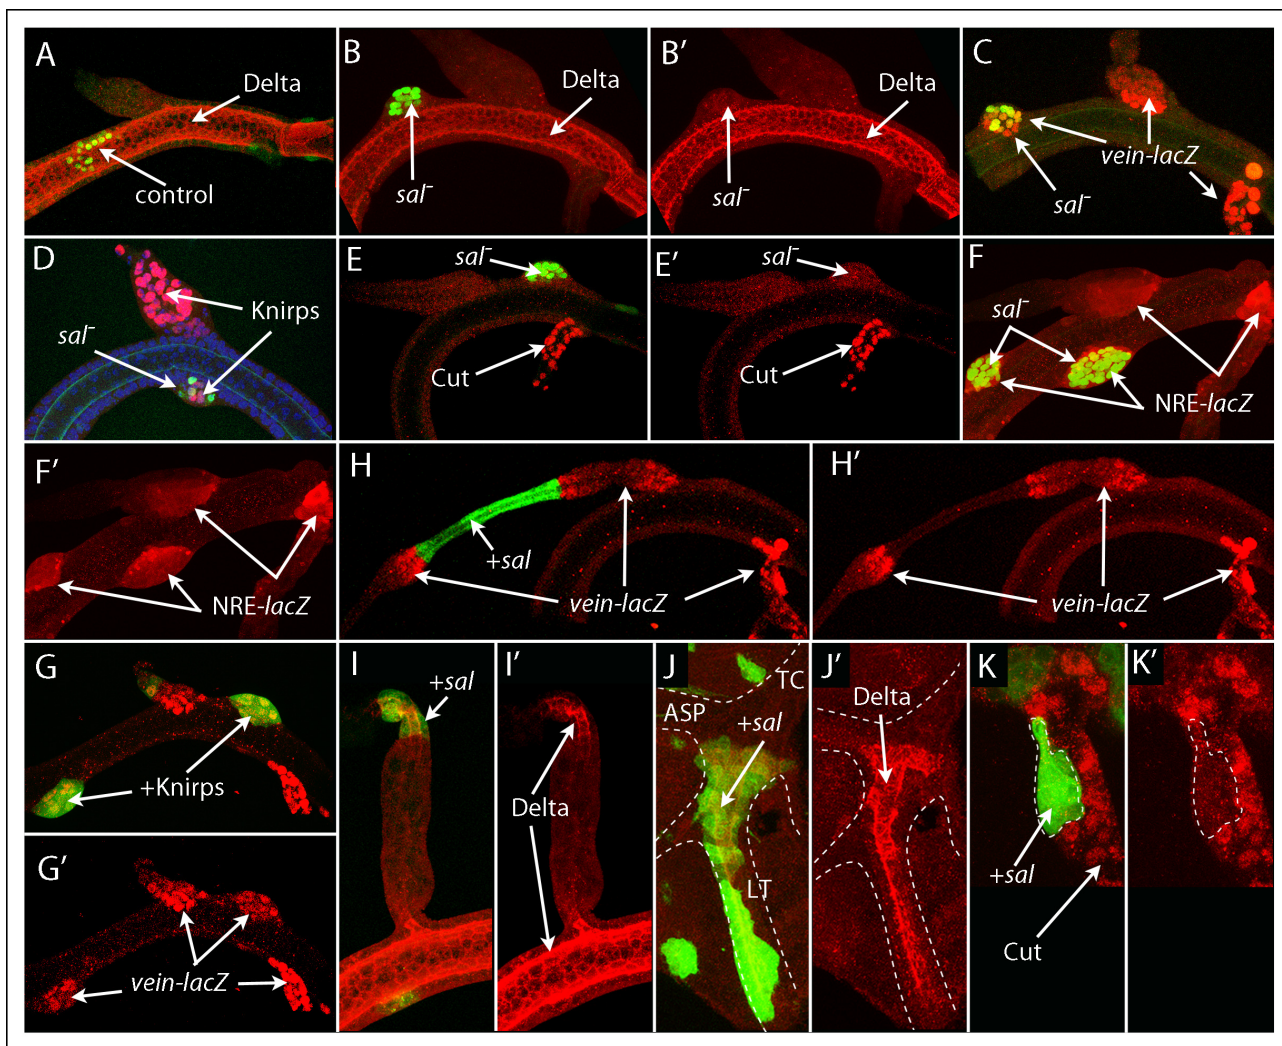 A
Delta
control
B
Delta
sal⁻
B′
Delta
sal⁻
C
vein-lacZ
sal⁻
D
Knirps
sal⁻
E
sal⁻
Cut
E′
sal⁻
Cut
F
sal⁻
NRE-lacZ
F′
NRE-lacZ
H
+sal
vein-lacZ
H′
vein-lacZ
G
+Knirps
G′
vein-lacZ
I
+sal
I′
Delta
J
TC
ASP
+sal
LT
J′
Delta
K
+sal
Cut
K′